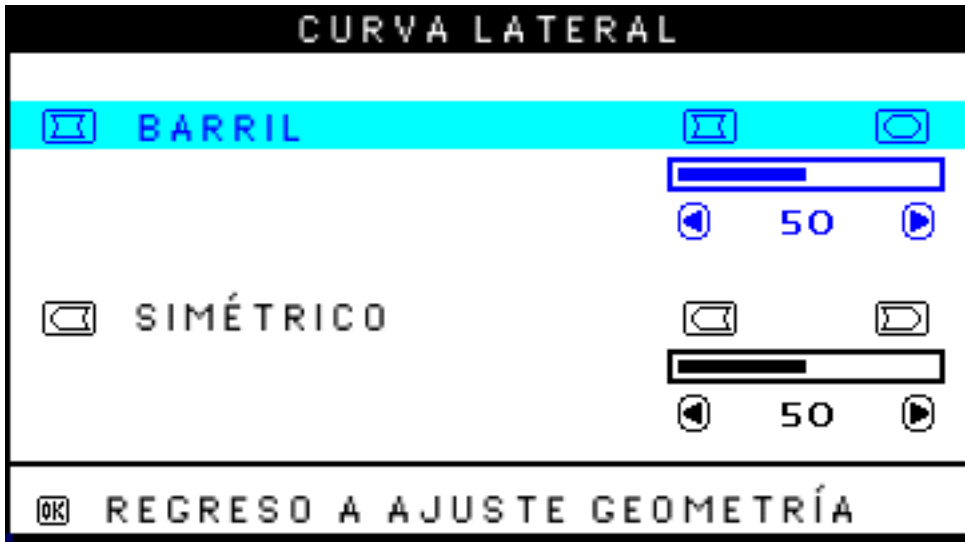 CURVA LATERAL
BARRIL
50
SIMÉTRICO
50
OK REGRESO A AJUSTE GEOMETRÍA